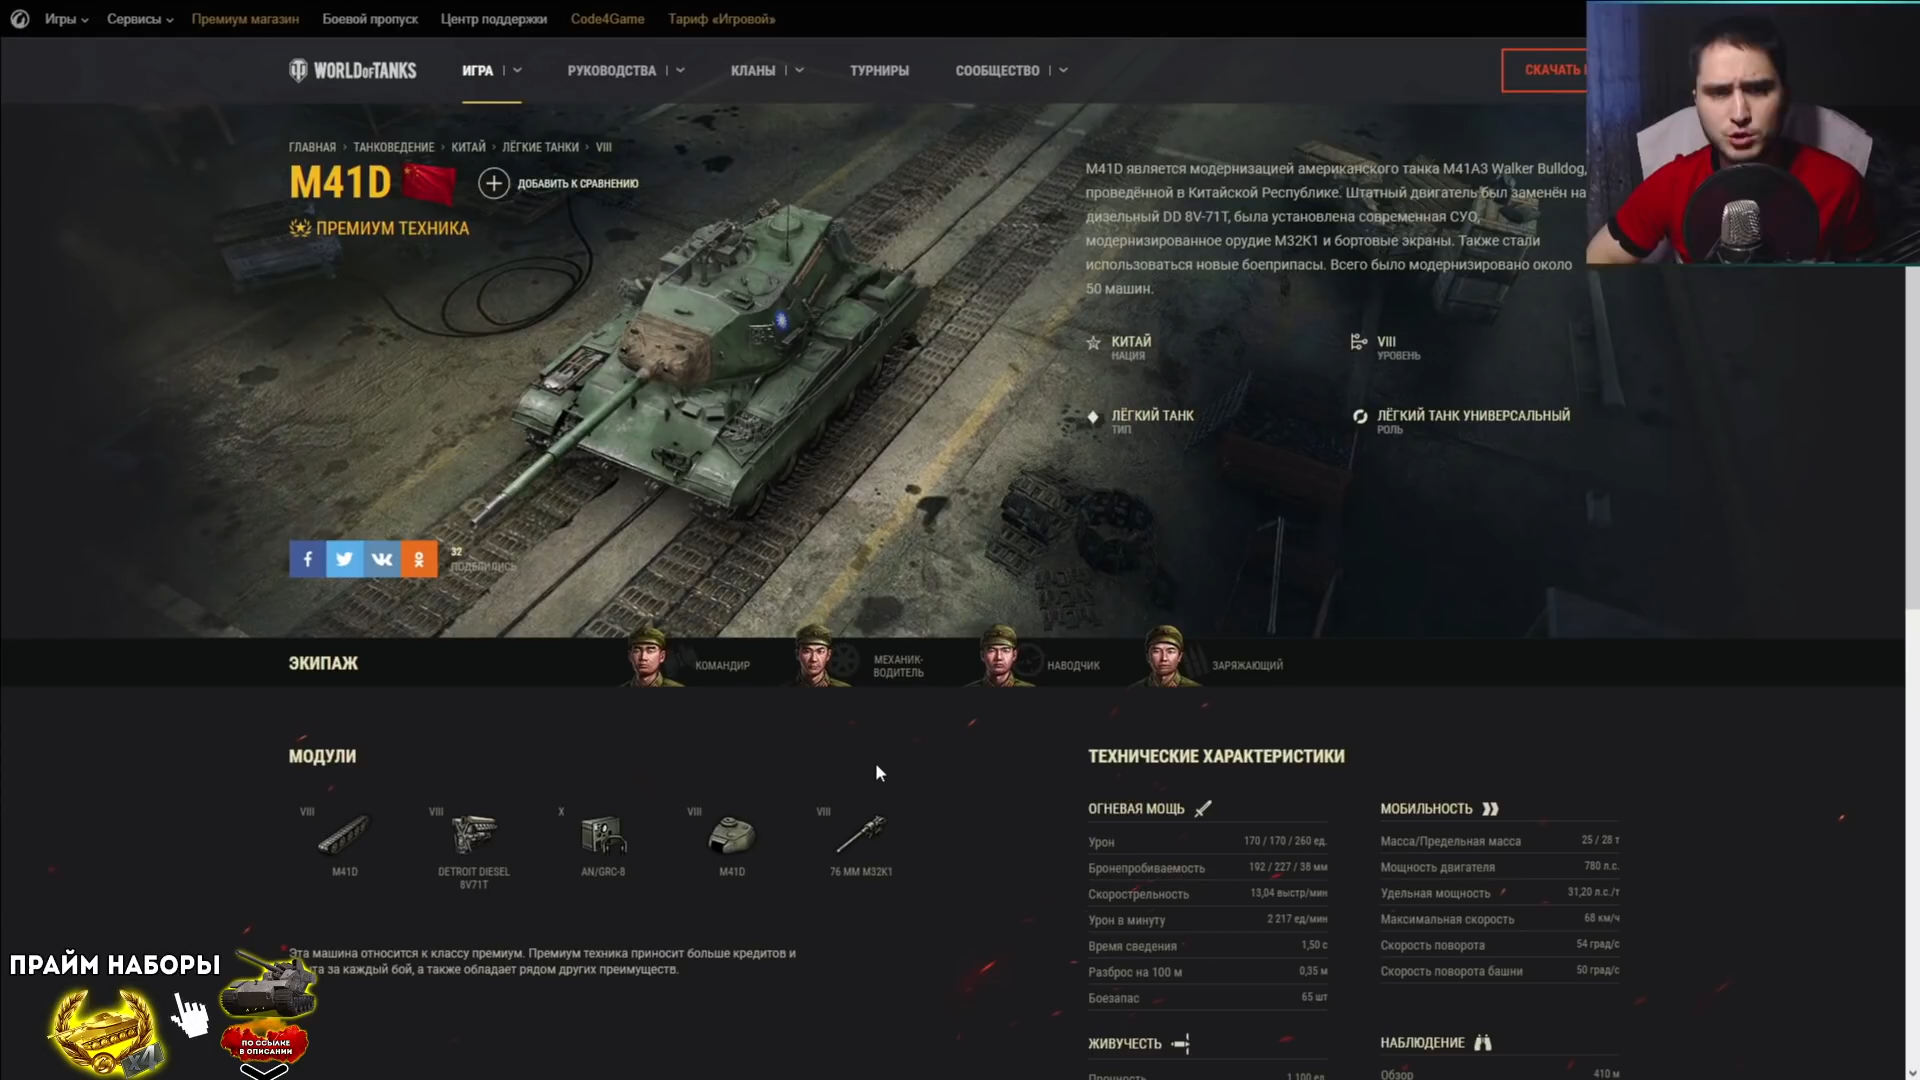 Игры Сервисы Премиум магазин Боевой пропуск Центр поддержки Code4Game Тариф «Игровой»
WORLD OF TANKS ИГРА РУКОВОДСТВА КЛАНЫ ТУРНИРЫ СООБЩЕСТВО СКАЧАТЬ
ГЛАВНАЯ › ТАНКОВЕДЕНИЕ › КИТАЙ › ЛЁГКИЕ ТАНКИ › VIII
M41D ДОБАВИТЬ К СРАВНЕНИЮ
ПРЕМИУМ ТЕХНИКА
M41D является модернизацией американского танка M41A3 Walker Bulldog,
проведённой в Китайской Республике. Штатный двигатель был заменён на
дизельный DD 8V-71T, была установлена современная СУО,
модернизированное орудие M32K1 и бортовые экраны. Также стали
использоваться новые боеприпасы. Всего было модернизировано около
50 машин.
КИТАЙ
НАЦИЯ
VIII
УРОВЕНЬ
ЛЁГКИЙ ТАНК
ТИП
ЛЁГКИЙ ТАНК УНИВЕРСАЛЬНЫЙ
РОЛЬ
32
ПОДЕЛИЛИСЬ
ЭКИПАЖ
КОМАНДИР
МЕХАНИК-
ВОДИТЕЛЬ
НАВОДЧИК
ЗАРЯЖАЮЩИЙ
МОДУЛИ
VIII
M41D
VIII
DETROIT DIESEL
8V71T
X
AN/GRC-8
VIII
M41D
VIII
76 MM M32K1
Эта машина относится к классу премиум. Премиум техника приносит больше кредитов и
за каждый бой, а также обладает рядом других преимуществ.
ТЕХНИЧЕСКИЕ ХАРАКТЕРИСТИКИ
ОГНЕВАЯ МОЩЬ
Урон 170 / 170 / 260 ед.
Бронепробиваемость 192 / 227 / 38 мм
Скорострельность 13,04 выстр/мин
Урон в минуту 2 217 ед/мин
Время сведения 1,50 с
Разброс на 100 м 0,35 м
Боезапас 65 шт
МОБИЛЬНОСТЬ
Масса/Предельная масса 25 / 28 т
Мощность двигателя 780 л.с.
Удельная мощность 31,20 л.с./т
Максимальная скорость 68 км/ч
Скорость поворота 54 град/с
Скорость поворота башни 50 град/с
ЖИВУЧЕСТЬ
Прочность 1 100 ед.
НАБЛЮДЕНИЕ
Обзор 410 м
ПРАЙМ НАБОРЫ
x4
ПО ССЫЛКЕ
В ОПИСАНИИ